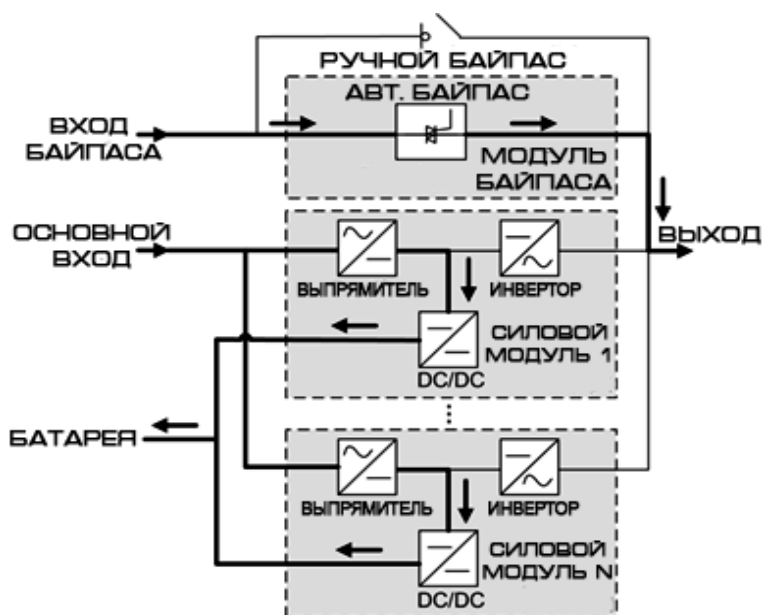 РУЧНОЙ БАЙПАС
АВТ. БАЙПАС
ВХОД
БАЙПАСА
МОДУЛЬ
БАЙПАСА
ОСНОВНОЙ
ВХОД
ВЫХОД
ВЫПРЯМИТЕЛЬ
ИНВЕРТОР
СИЛОВОЙ
МОДУЛЬ 1
DC/DC
БАТАРЕЯ
ВЫПРЯМИТЕЛЬ
ИНВЕРТОР
СИЛОВОЙ
МОДУЛЬ N
DC/DC